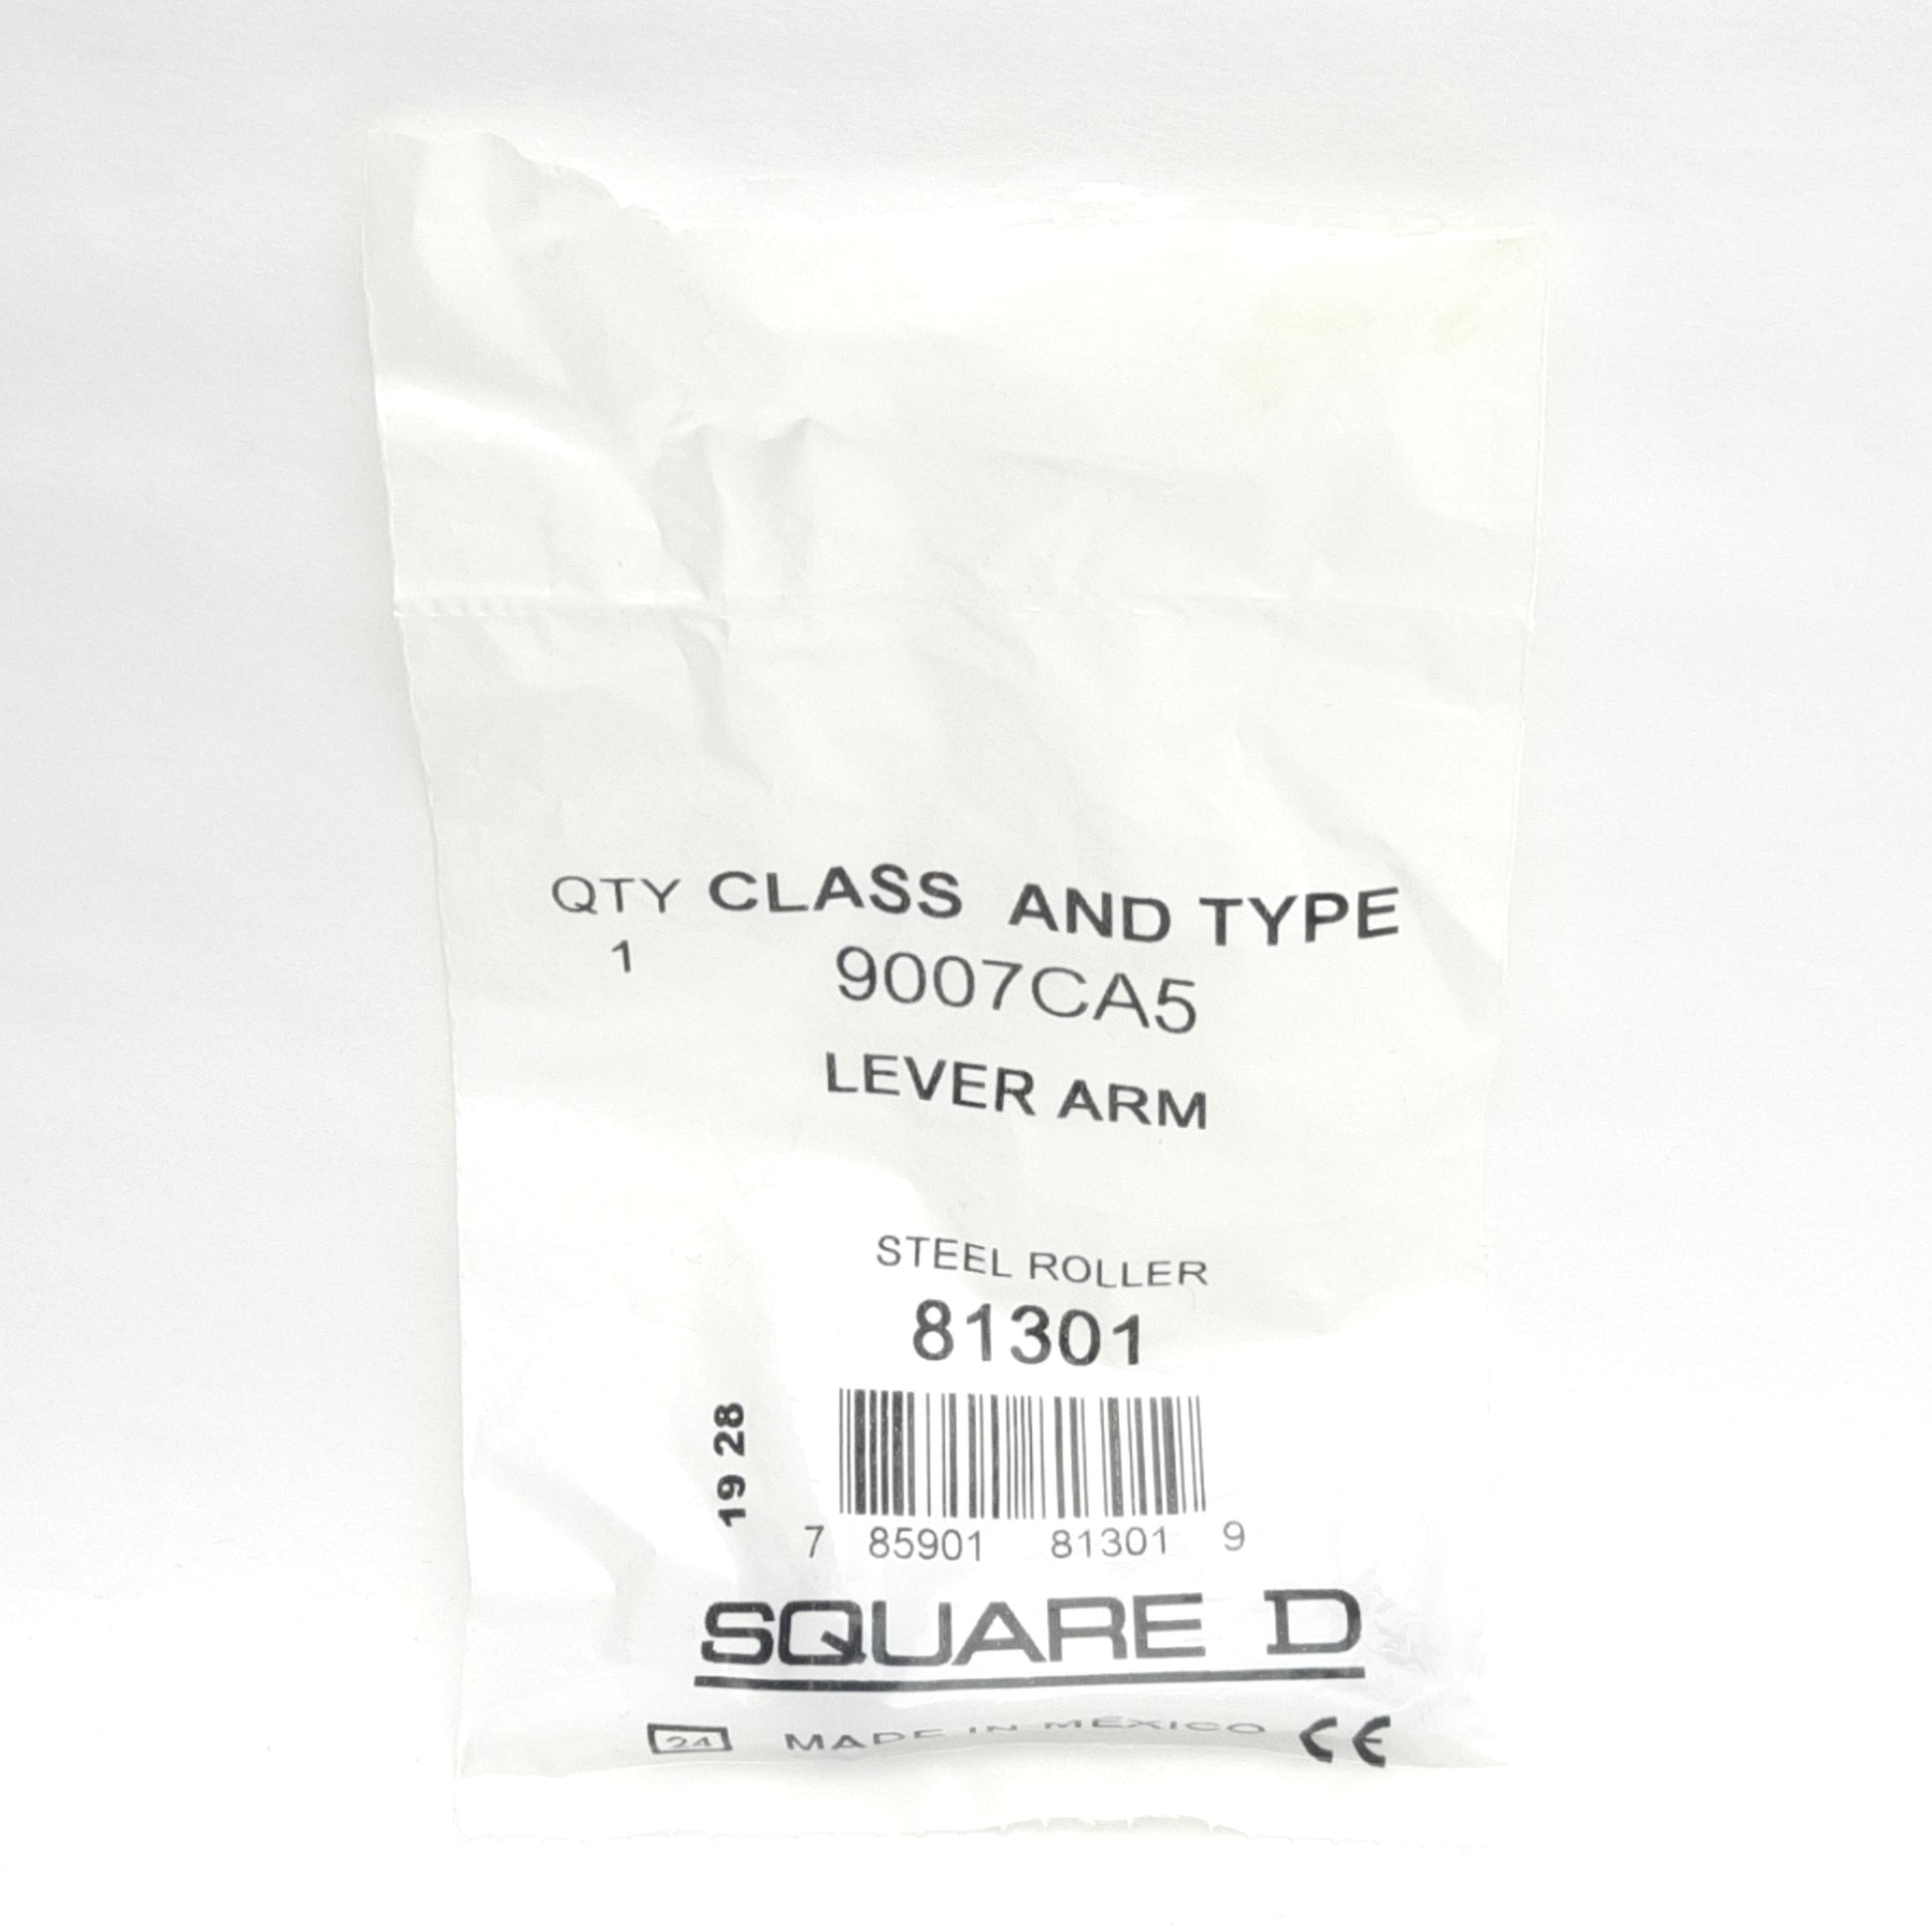 QTY CLASS AND TYPE
1 9007CA5
LEVER ARM
STEEL ROLLER
81301
19 28
7 85901 81301 9
SQUARE D
24 MADE IN MEXICO CE